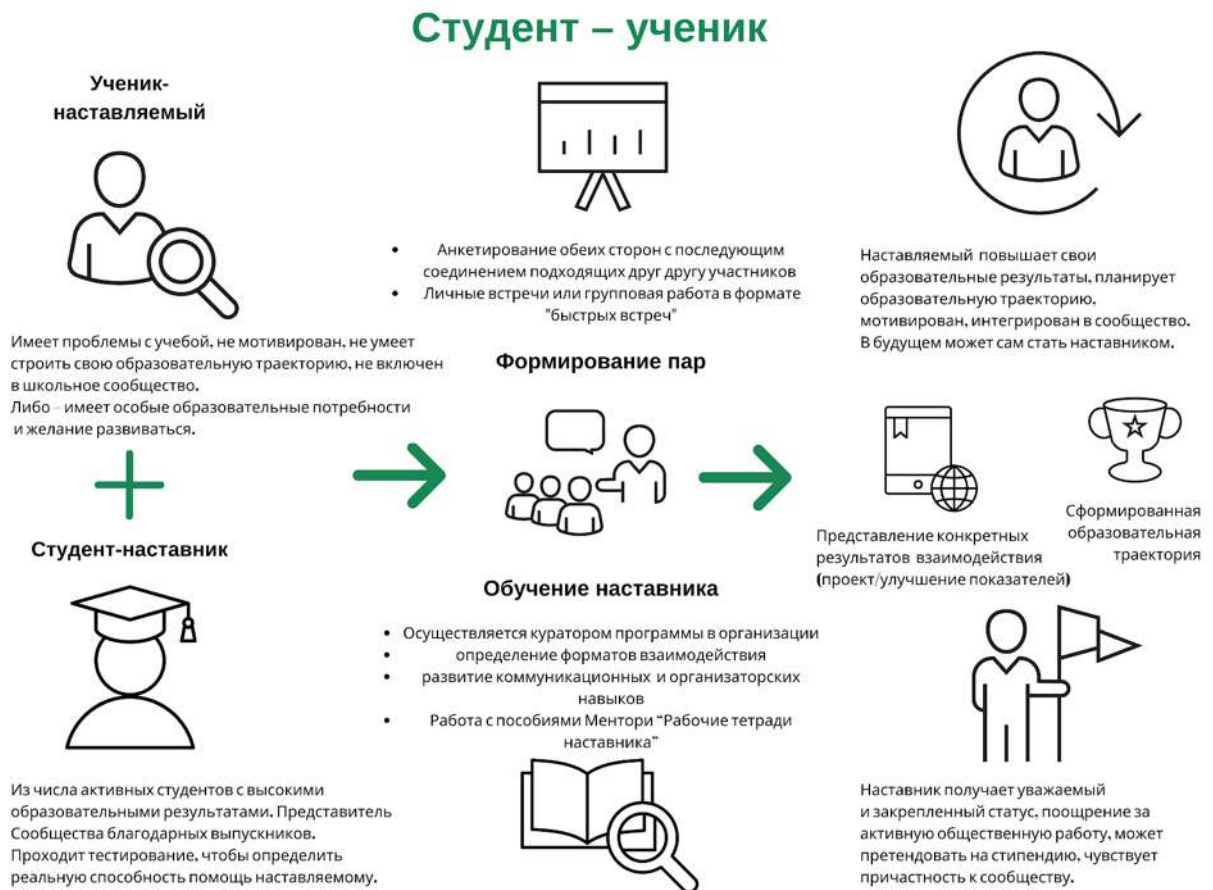 Студент – ученик
Ученик-
наставляемый
Имеет проблемы с учебой, не мотивирован, не умеет
строить свою образовательную траекторию, не включен
в школьное сообщество.
Либо – имеет особые образовательные потребности
и желание развиваться.
Студент-наставник
Из числа активных студентов с высокими
образовательными результатами. Представитель
Сообщества благодарных выпускников.
Проходит тестирование, чтобы определить
реальную способность помощь наставляемому.
• Анкетирование обеих сторон с последующим
соединением подходящих друг другу участников
• Личные встречи или групповая работа в формате
"быстрых встреч"
Формирование пар
Обучение наставника
• Осуществляется куратором программы в организации
• определение форматов взаимодействия
• развитие коммуникационных и организаторских
навыков
• Работа с пособиями Ментори “Рабочие тетради
наставника”
Наставляемый повышает свои
образовательные результаты, планирует
образовательную траекторию,
мотивирован, интегрирован в сообщество.
В будущем может сам стать наставником.
Представление конкретных
результатов взаимодействия
(проект/улучшение показателей)
Сформированная
образовательная
траектория
Наставник получает уважаемый
и закрепленный статус, поощрение за
активную общественную работу, может
претендовать на стипендию, чувствует
причастность к сообществу.